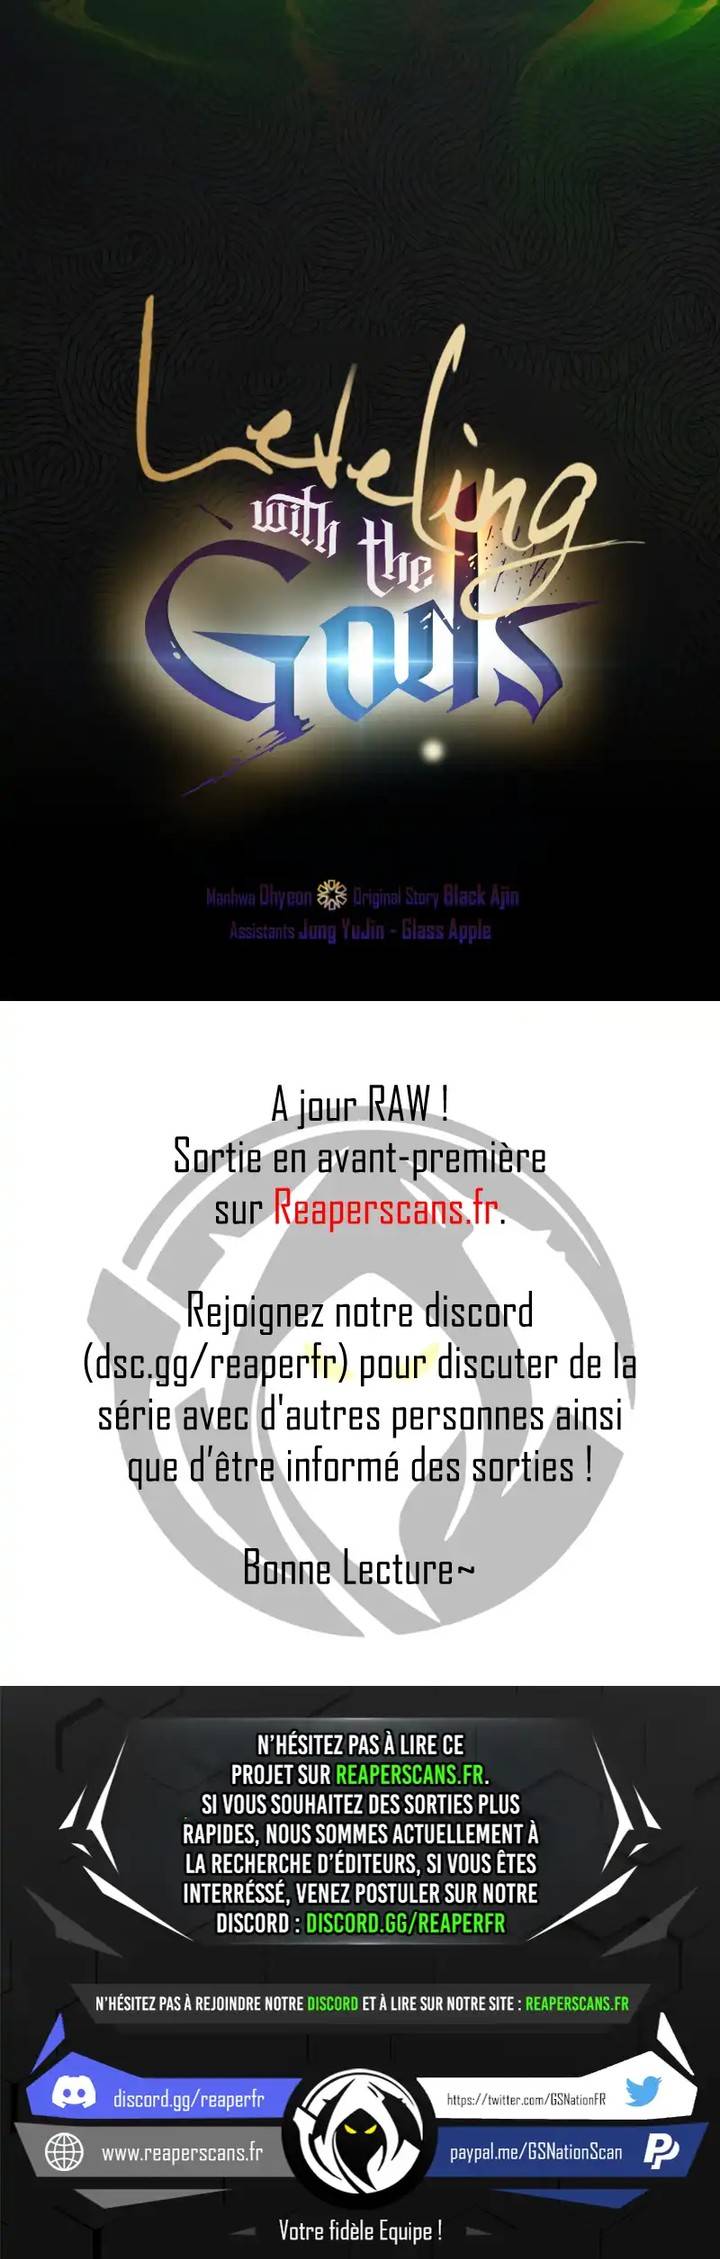 Leveling
with the
Gods
Manhwa Dhyeon Original Story Black Ajin
Assistants Jung YuJin - Glass Apple
A jour RAW !
Sortie en avant-première
sur Reaperscans.fr.
Rejoignez notre discord
(dsc.gg/reaperfr) pour discuter de la
série avec d'autres personnes ainsi
que d'être informé des sorties !
Bonne Lecture~
N'HÉSITEZ PAS À LIRE CE
PROJET SUR REAPERSCANS.FR.
SI VOUS SOUHAITEZ DES SORTIES PLUS
RAPIDES, NOUS SOMMES ACTUELLEMENT À
LA RECHERCHE D'ÉDITEURS, SI VOUS ÊTES
INTERRÉSSÉ, VENEZ POSTULER SUR NOTRE
DISCORD : DISCORD.GG/REAPERFR
N'HÉSITEZ PAS À REJOINDRE NOTRE DISCORD ET À LIRE SUR NOTRE SITE : REAPERSCANS.FR
discord.gg/reaperfr
https://twitter.com/GSNationFR
www.reaperscans.fr
paypal.me/GSNationScan
Votre fidèle Equipe !